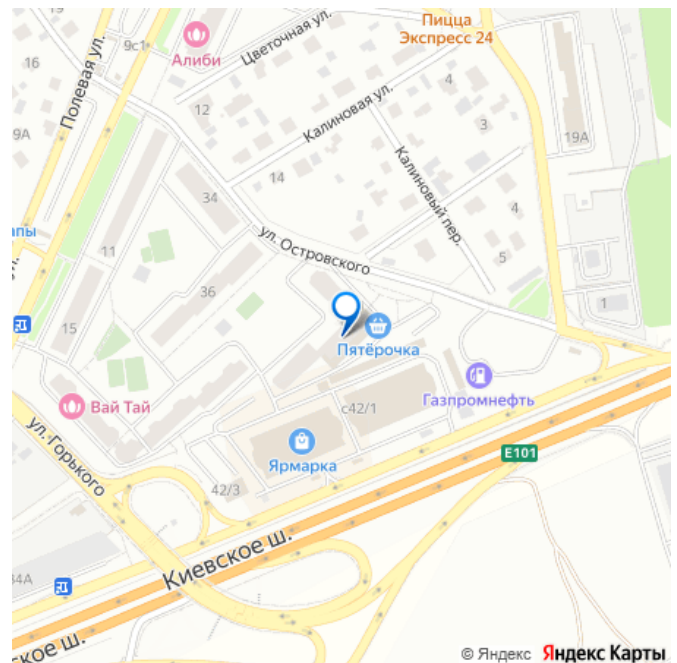 Пицца
Экспресс 24
9с1
Алиби
Цветочная ул.
16
Полевая ул.
12
4
Калиновая ул.
3
19А
9А
Калиновый пер.
34
14
4
ул. Островского
апы
11
5
36
1
15
Пятёрочка
Газпромнефть
Вай Тай
с42/1
ул. Горького
Ярмарка
E101
42/3
Киевское ш.
34А
ское ш.
© Яндекс Яндекс Карты